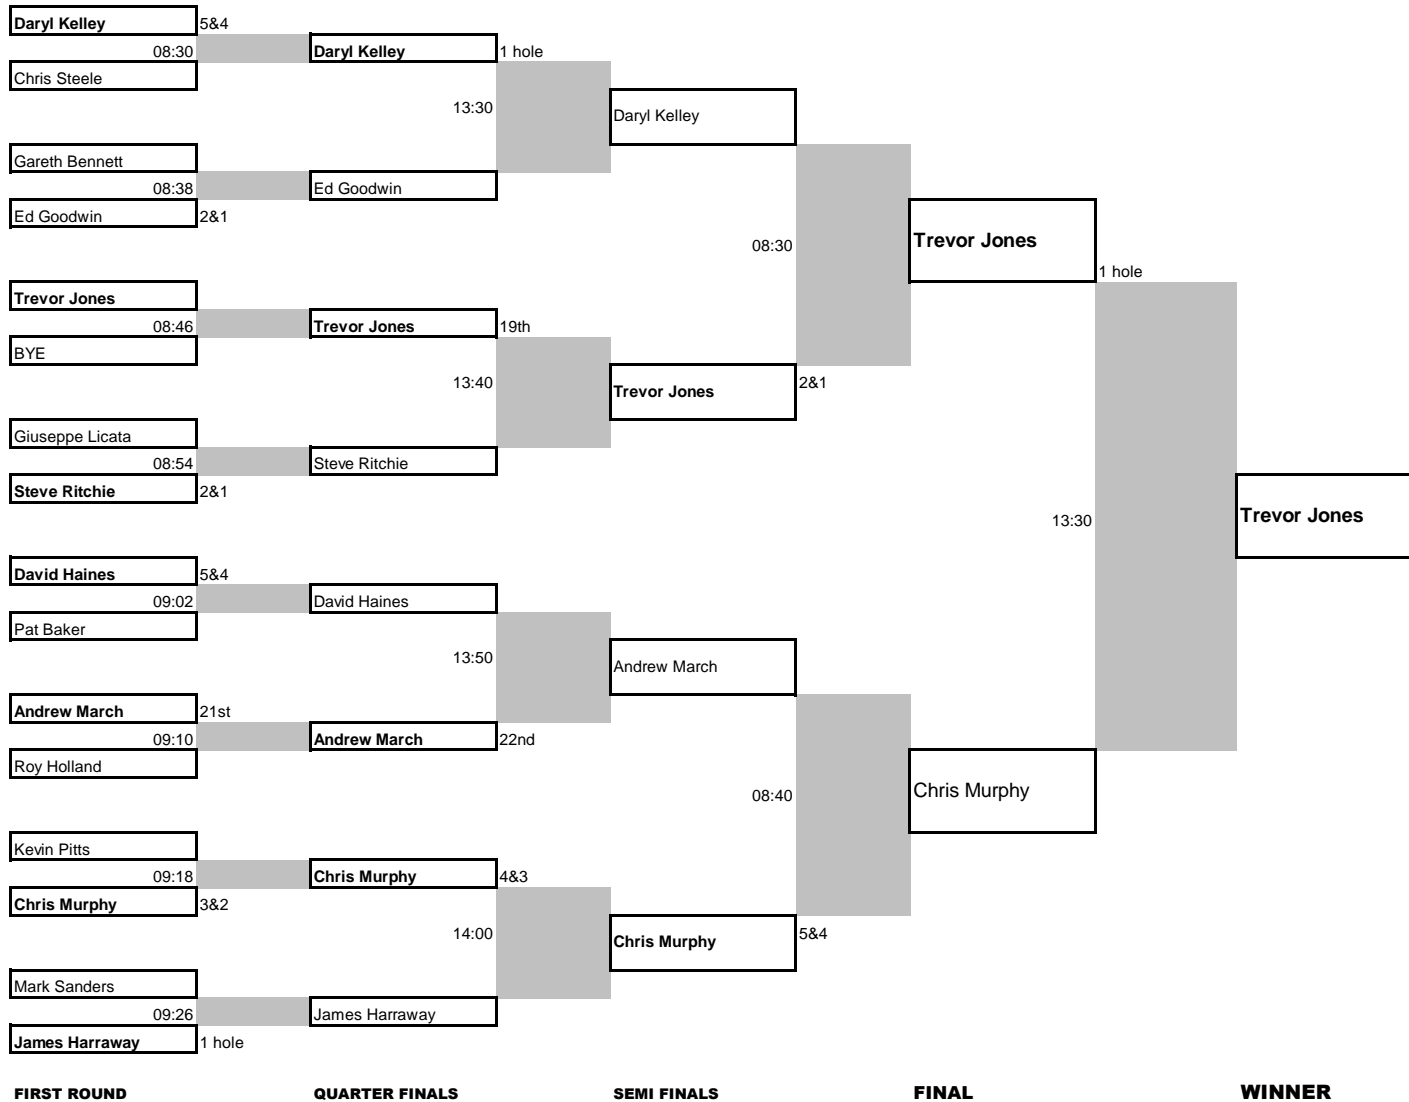 Daryl Kelley 5&4
08:30 Daryl Kelley 1 hole
Chris Steele
13:30 Daryl Kelley
Gareth Bennett
08:38 Ed Goodwin
Ed Goodwin 2&1
08:30 Trevor Jones
1 hole
Trevor Jones
08:46 Trevor Jones 19th
BYE
13:40 Trevor Jones 2&1
Giuseppe Licata
08:54 Steve Ritchie
Steve Ritchie 2&1
13:30 Trevor Jones
David Haines 5&4
09:02 David Haines
Pat Baker
13:50 Andrew March
Andrew March 21st
09:10 Andrew March 22nd
Roy Holland
08:40 Chris Murphy
Kevin Pitts
09:18 Chris Murphy 4&3
Chris Murphy 3&2
14:00 Chris Murphy 5&4
Mark Sanders
09:26 James Harraway
James Harraway 1 hole
FIRST ROUND QUARTER FINALS SEMI FINALS FINAL WINNER